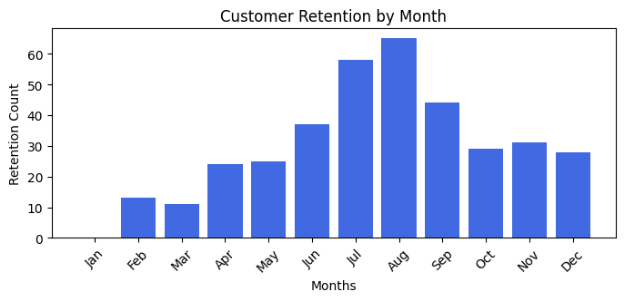 Customer Retention by Month
Retention Count
60
50
40
30
20
10
0
Jan Feb Mar Apr May Jun Jul Aug Sep Oct Nov Dec
Months